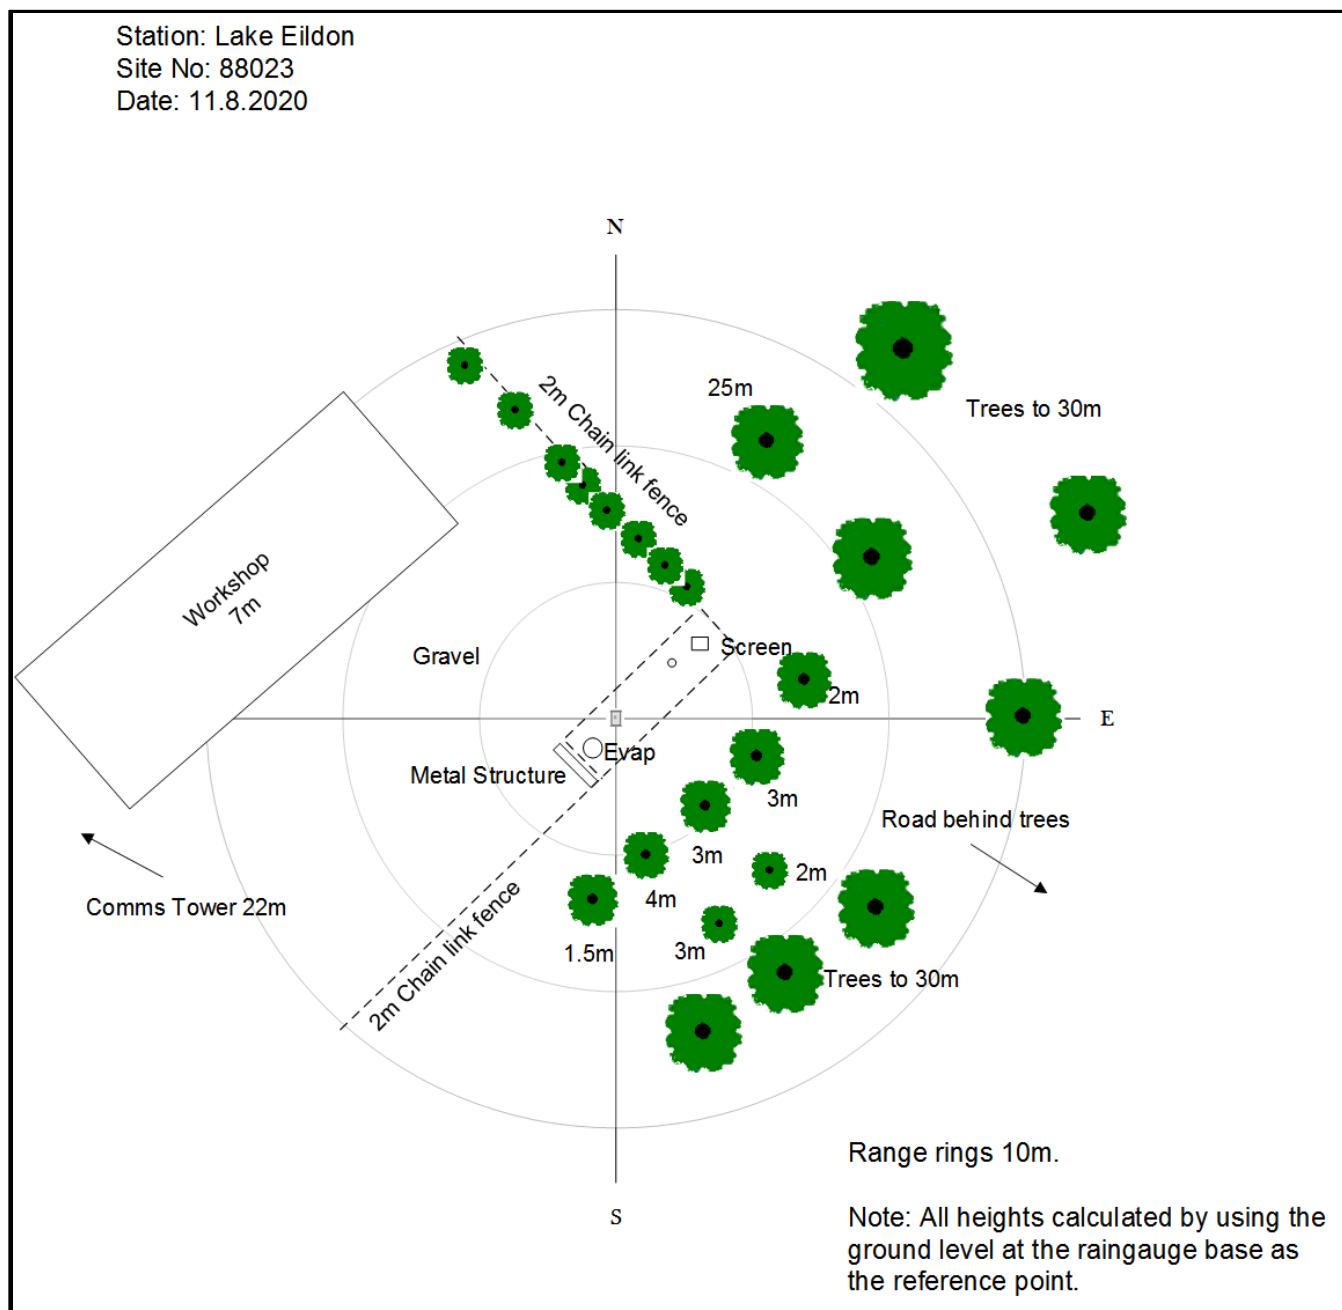 Station: Lake Eildon
Site No: 88023
Date: 11.8.2020
N
2m Chain link fence
25m
Trees to 30m
Workshop
7m
Gravel
Screen
2m
E
Evap
Metal Structure
3m
Road behind trees
3m
2m
4m
Comms Tower 22m
1.5m
3m
Trees to 30m
2m Chain link fence
Range rings 10m.
S
Note: All heights calculated by using the
ground level at the raingauge base as
the reference point.